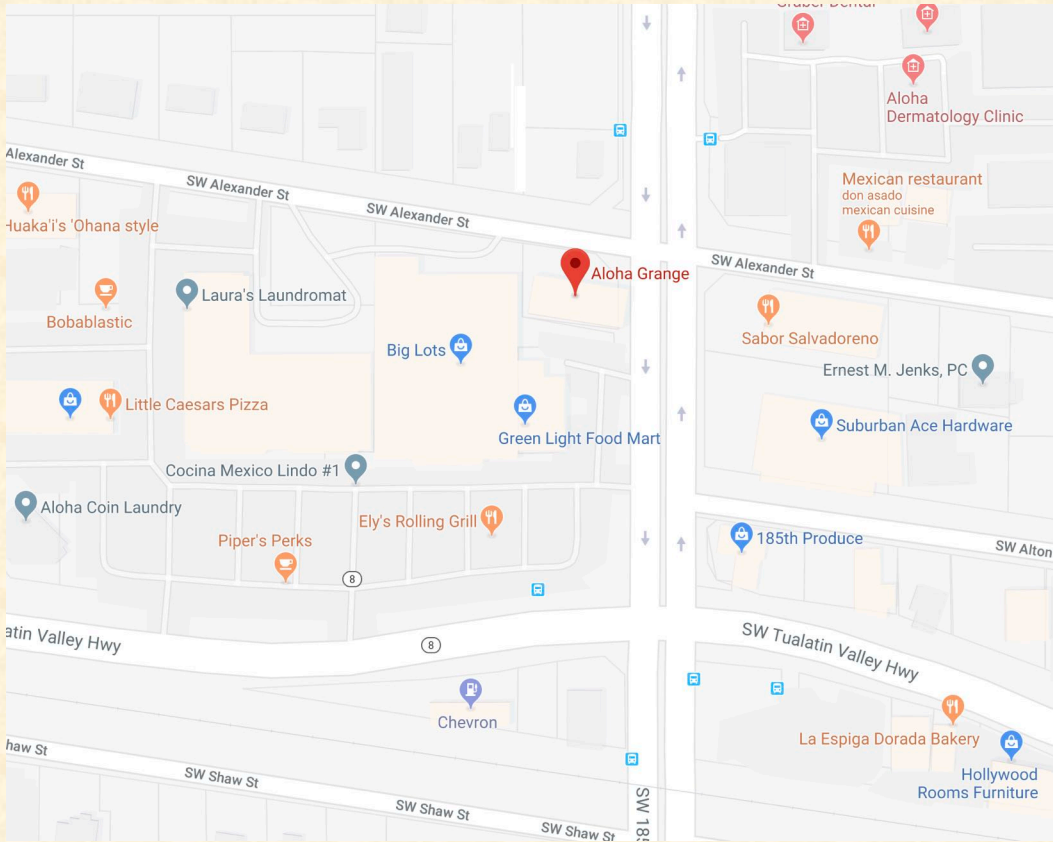 Gruber Dental
Aloha
Dermatology Clinic
Alexander St
SW Alexander St
SW Alexander St
Mexican restaurant
don asado
mexican cuisine
Huaka'i's 'Ohana style
SW Alexander St
Aloha Grange
Laura's Laundromat
Bobablastic
Sabor Salvadoreno
Big Lots
Ernest M. Jenks, PC
Little Caesars Pizza
Green Light Food Mart
Suburban Ace Hardware
Cocina Mexico Lindo #1
Aloha Coin Laundry
Ely's Rolling Grill
Piper's Perks
185th Produce
SW Alton
8
atin Valley Hwy
8
SW Tualatin Valley Hwy
Chevron
La Espiga Dorada Bakery
haw St
SW Shaw St
Hollywood
Rooms Furniture
SW Shaw St
SW Shaw St
SW 185